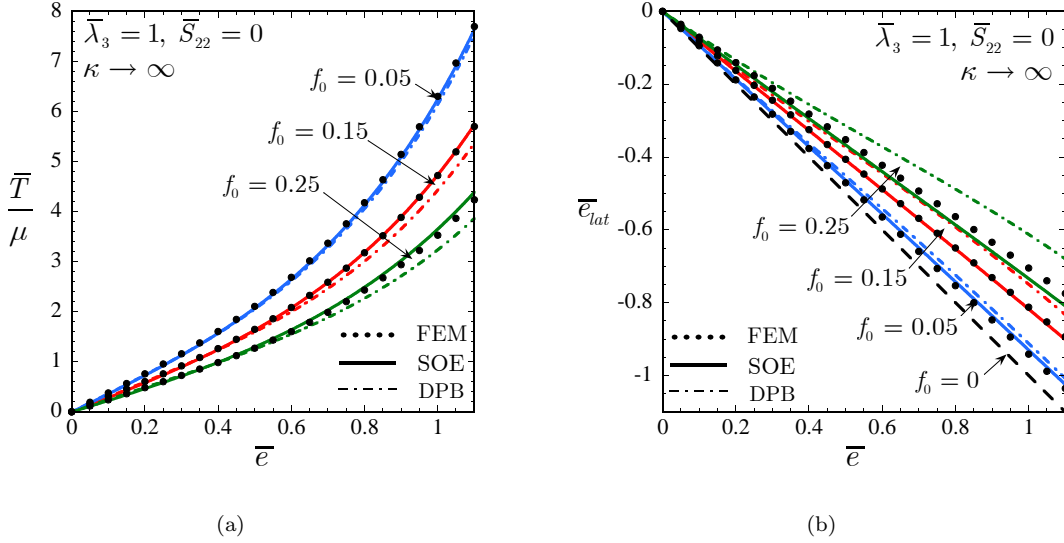 8
7
6
5
4
3
2
1
0
T̅/μ
λ̅₃ = 1, S̅₂₂ = 0
κ → ∞
f₀ = 0.05
f₀ = 0.15
f₀ = 0.25
FEM
SOE
DPB
0 0.2 0.4 0.6 0.8 1
e̅
(a)
0
-0.2
-0.4
-0.6
-0.8
-1
e̅_lat
λ̅₃ = 1, S̅₂₂ = 0
κ → ∞
f₀ = 0.25
f₀ = 0.15
f₀ = 0.05
f₀ = 0
FEM
SOE
DPB
0 0.2 0.4 0.6 0.8 1
e̅
(b)